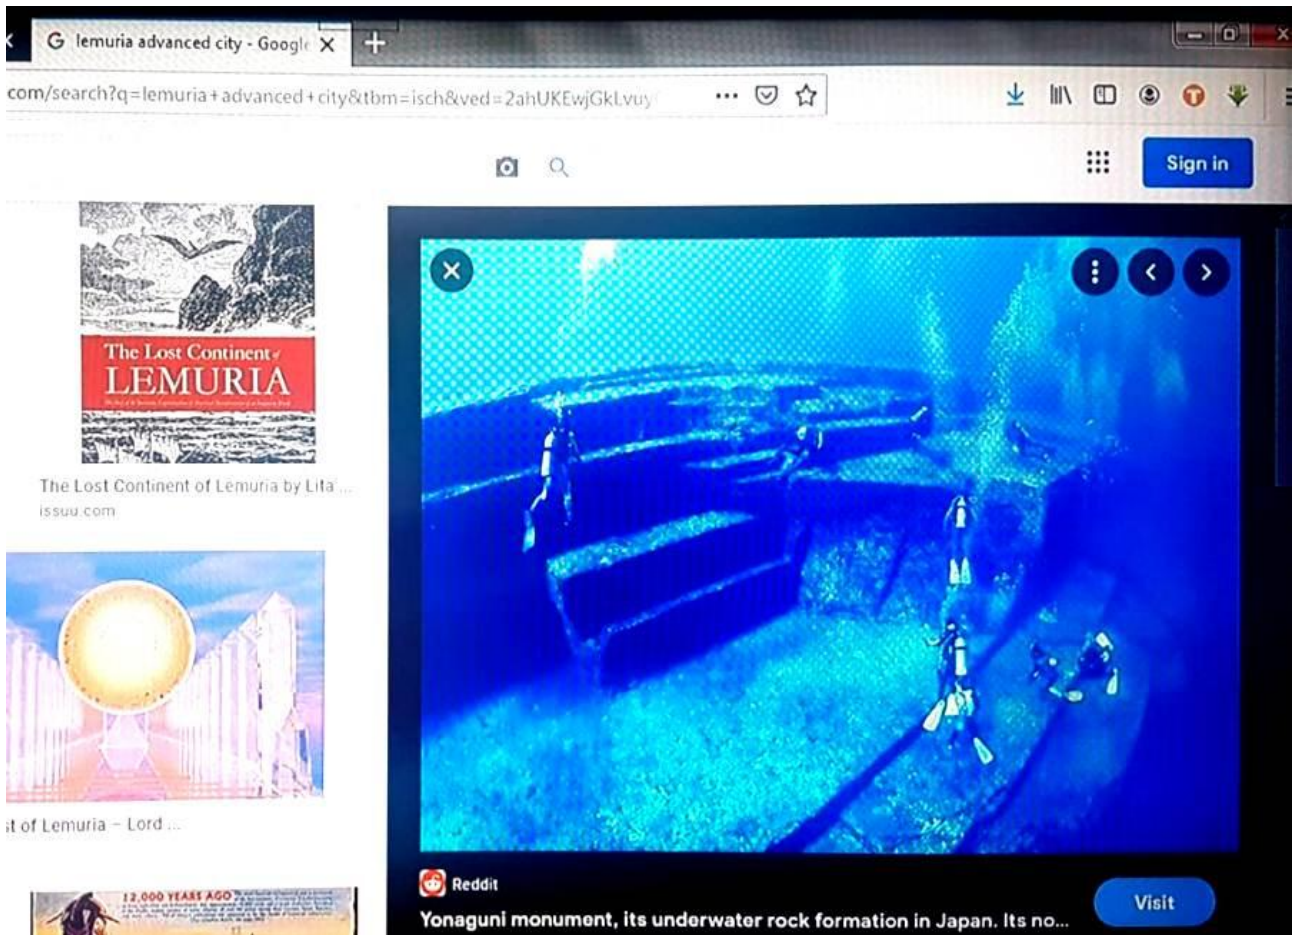 G lemuria advanced city - Google
com/search?q=lemuria+advanced+city&tbm=isch&ved=2ahUKEwjGkLvuy
Sign in
The Lost Continent of
LEMURIA
The Lost Continent of Lemuria by Lita ...
issuu.com
st of Lemuria – Lord ...
12,000 YEARS AGO
Reddit
Yonaguni monument, its underwater rock formation in Japan. Its no...
Visit